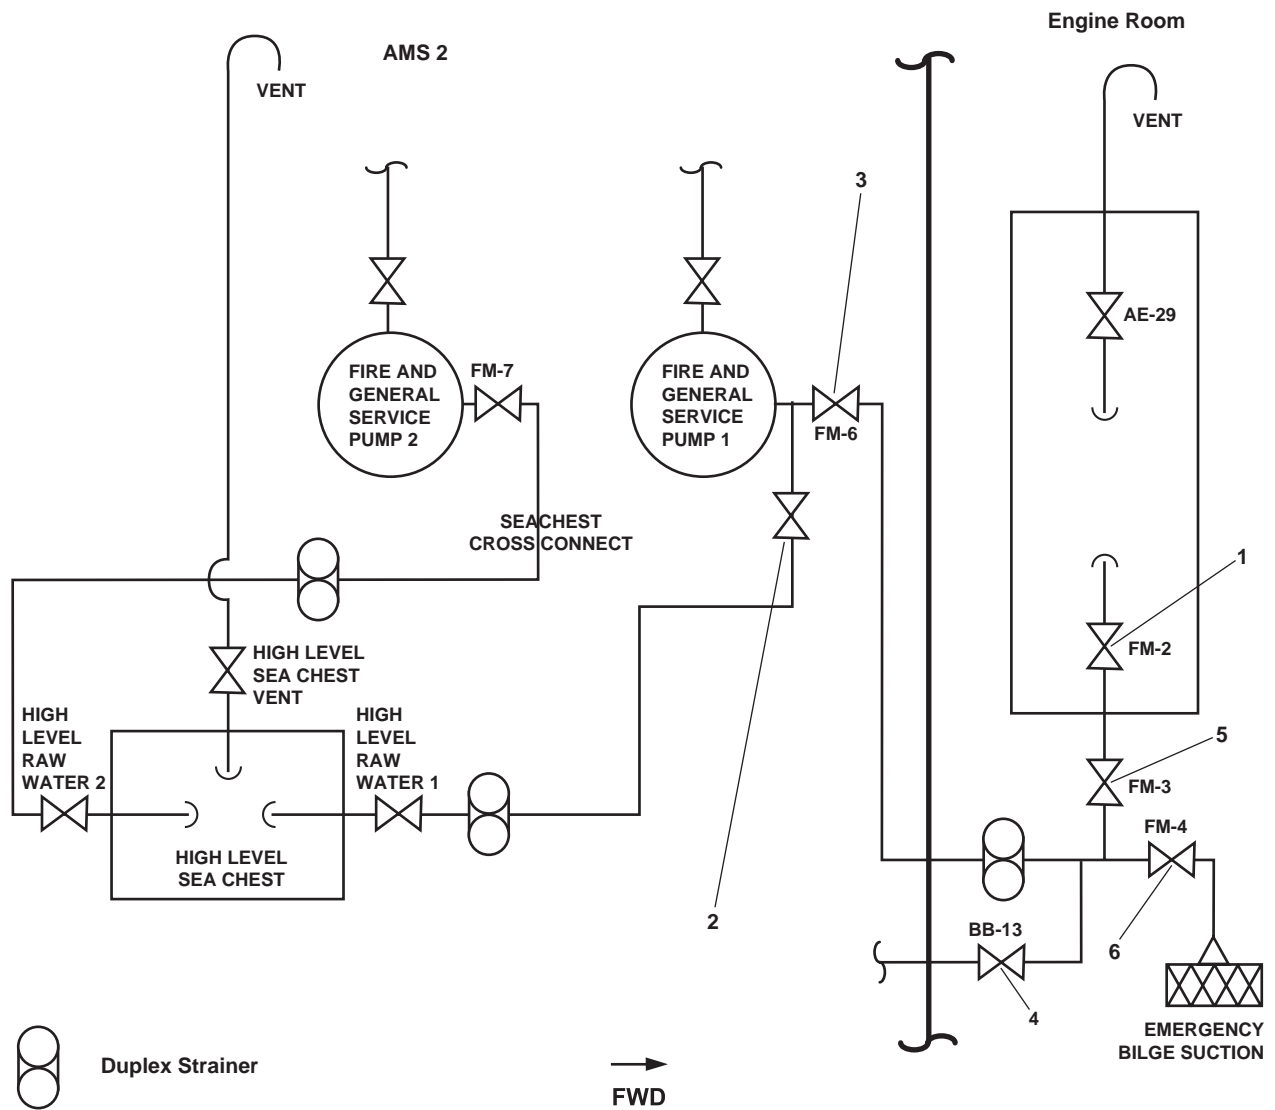 Engine Room
AMS 2
VENT
VENT
3
AE-29
FIRE AND
GENERAL
SERVICE
PUMP 2
FM-7
FIRE AND
GENERAL
SERVICE
PUMP 1
FM-6
SEACHEST
CROSS CONNECT
1
FM-2
HIGH LEVEL
SEA CHEST
VENT
HIGH
LEVEL
RAW
WATER 2
HIGH
LEVEL
RAW
WATER 1
5
FM-3
FM-4
HIGH LEVEL
SEA CHEST
2
BB-13
6
4
EMERGENCY
BILGE SUCTION
Duplex Strainer
FWD